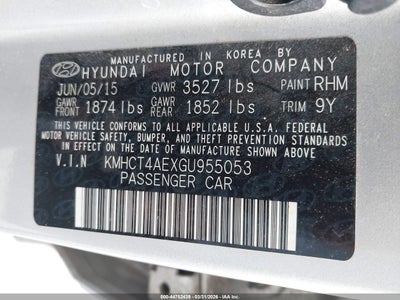 MANUFACTURED IN KOREA BY
HYUNDAI MOTOR COMPANY
JUN/05/15 GVWR 3527 lbs PAINT RHM
GAWR FRONT 1874 lbs GAWR REAR 1852 lbs TRIM 9Y
THIS VEHICLE CONFORMS TO ALL APPLICABLE U.S.A. FEDERAL MOTOR
VEHICLE SAFETY, BUMPER, AND THEFT PREVENTION STANDARDS
IN EFFECT ON THE DATE OF MANUFACTURE SHOWN ABOVE.
V.I.N KMHCT4AEXGU955053
PASSENGER CAR